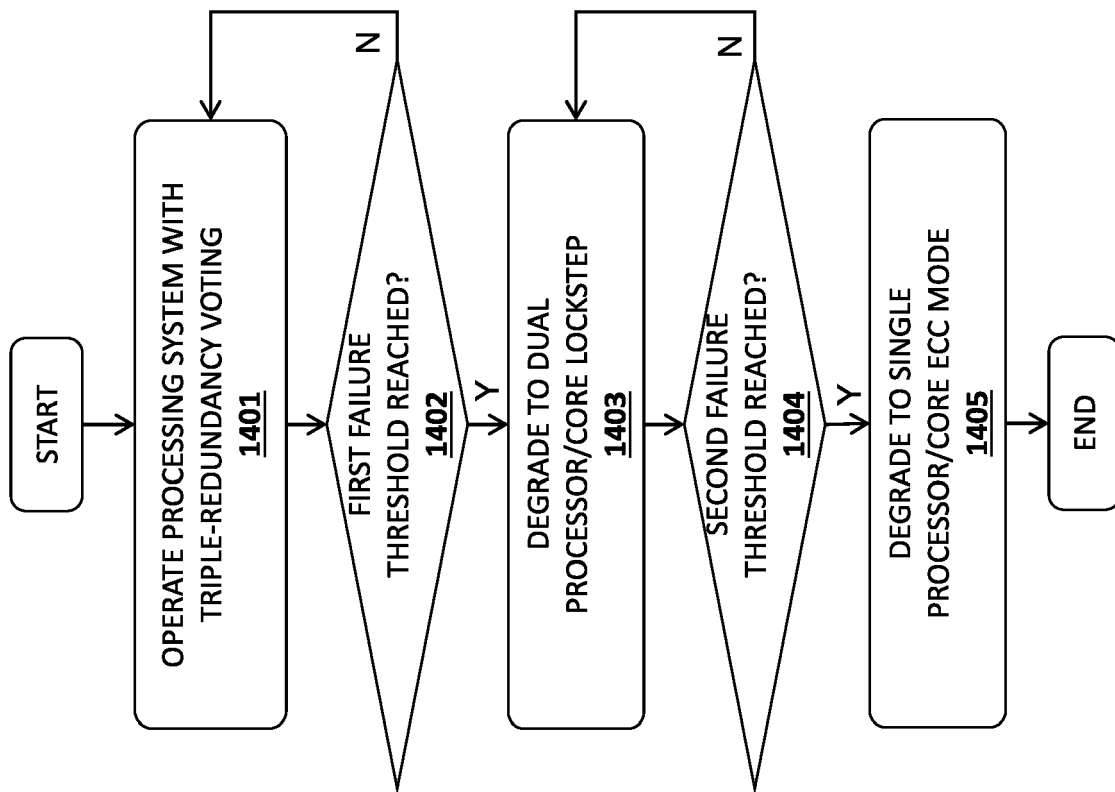 START
OPERATE PROCESSING SYSTEM WITH
TRIPLE-REDUNDANCY VOTING
1401
FIRST FAILURE
THRESHOLD REACHED?
1402
N
Y
DEGRADE TO DUAL
PROCESSOR/CORE LOCKSTEP
1403
SECOND FAILURE
THRESHOLD REACHED?
1404
N
Y
DEGRADE TO SINGLE
PROCESSOR/CORE ECC MODE
1405
END